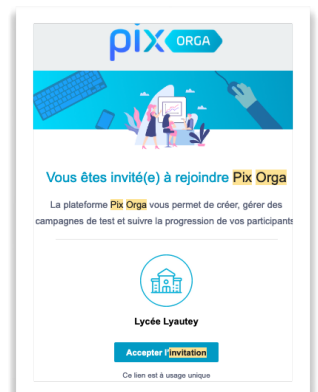 pix ORGA
Vous êtes invité(e) à rejoindre Pix Orga
La plateforme Pix Orga vous permet de créer, gérer des
campagnes de test et suivre la progression de vos participants
Lycée Lyautey
Accepter l'invitation
Ce lien est à usage unique